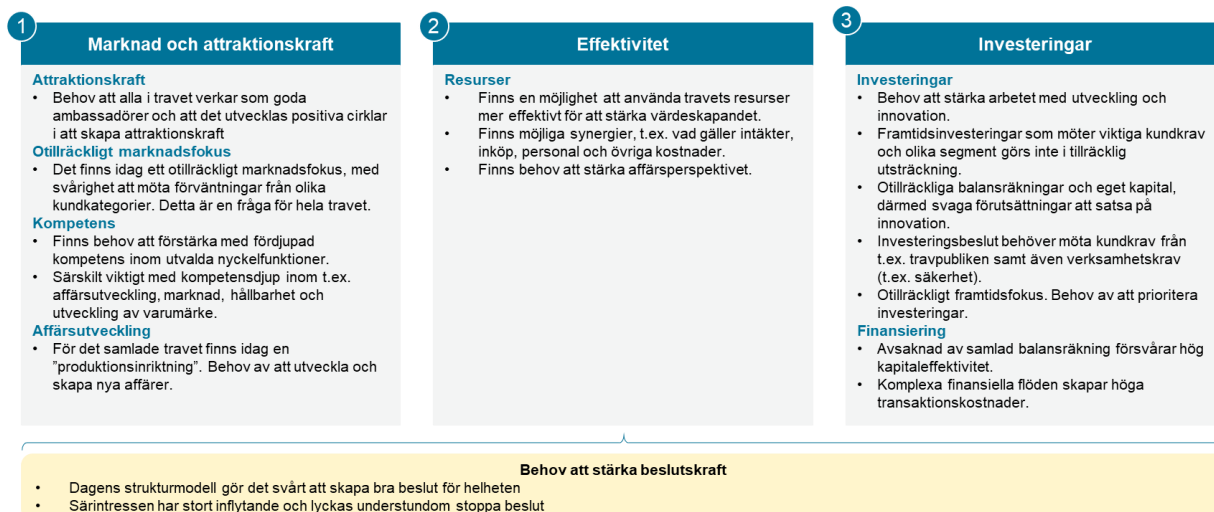 1
Marknad och attraktionskraft
Attraktionskraft
• Behov att alla i travet verkar som goda
ambassadörer och att det utvecklas positiva cirklar
i att skapa attraktionskraft
Otillräckligt marknadsfokus
• Det finns idag ett otillräckligt marknadsfokus, med
svårighet att möta förväntningar från olika
kundkategorier. Detta är en fråga för hela travet.
Kompetens
• Finns behov att förstärka med fördjupad
kompetens inom utvalda nyckelfunktioner.
• Särskilt viktigt med kompetensdjup inom t.ex.
affärsutveckling, marknad, hållbarhet och
utveckling av varumärke.
Affärsutveckling
• För det samlade travet finns idag en
”produktionsinriktning”. Behov av att utveckla och
skapa nya affärer.
2
Effektivitet
Resurser
• Finns en möjlighet att använda travets resurser
mer effektivt för att stärka värdeskapandet.
• Finns möjliga synergier, t.ex. vad gäller intäkter,
inköp, personal och övriga kostnader.
• Finns behov att stärka affärsperspektivet.
3
Investeringar
Investeringar
• Behov att stärka arbetet med utveckling och
innovation.
• Framtidsinvesteringar som möter viktiga kundkrav
och olika segment görs inte i tillräcklig
utsträckning.
• Otillräckliga balansräkningar och eget kapital,
därmed svaga förutsättningar att satsa på
innovation.
• Investeringsbeslut behöver möta kundkrav från
t.ex. travpubliken samt även verksamhetskrav
(t.ex. säkerhet).
• Otillräckligt framtidsfokus. Behov av att prioritera
investeringar.
Finansiering
• Avsaknad av samlad balansräkning försvårar hög
kapitaleffektivitet.
• Komplexa finansiella flöden skapar höga
transaktionskostnader.
Behov att stärka beslutskraft
• Dagens strukturmodell gör det svårt att skapa bra beslut för helheten
• Särintressen har stort inflytande och lyckas understundom stoppa beslut